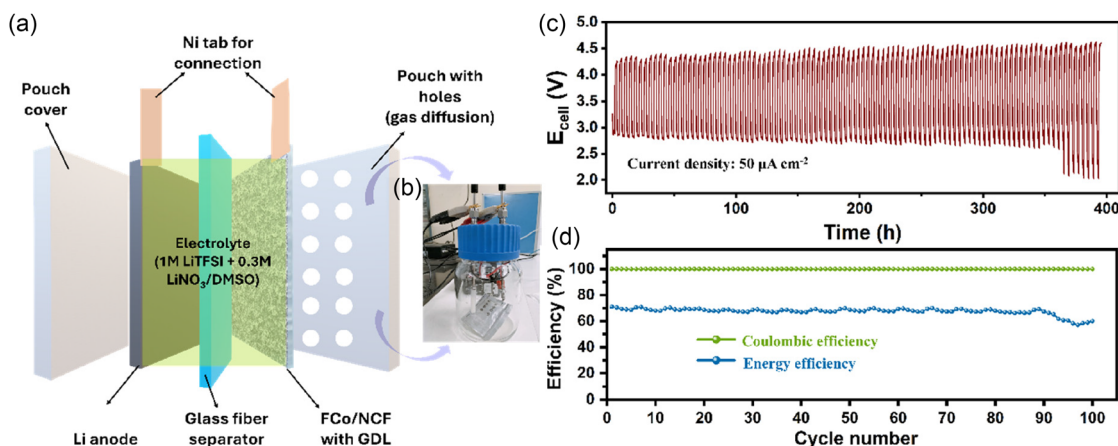 (a)
Ni tab for
connection
Pouch
cover
Pouch with
holes
(gas diffusion)
Electrolyte
(1M LiTFSI + 0.3M
LiNO₃/DMSO)
Li anode
Glass fiber
separator
FCo/NCF
with GDL
(b)
(c)
E_cell (V)
5.0
4.5
4.0
3.5
3.0
2.5
2.0
Current density: 50 μA cm⁻²
0 100 200 300 400
Time (h)
(d)
Efficiency (%)
100
80
60
40
20
0
Coulombic efficiency
Energy efficiency
0 10 20 30 40 50 60 70 80 90 100
Cycle number